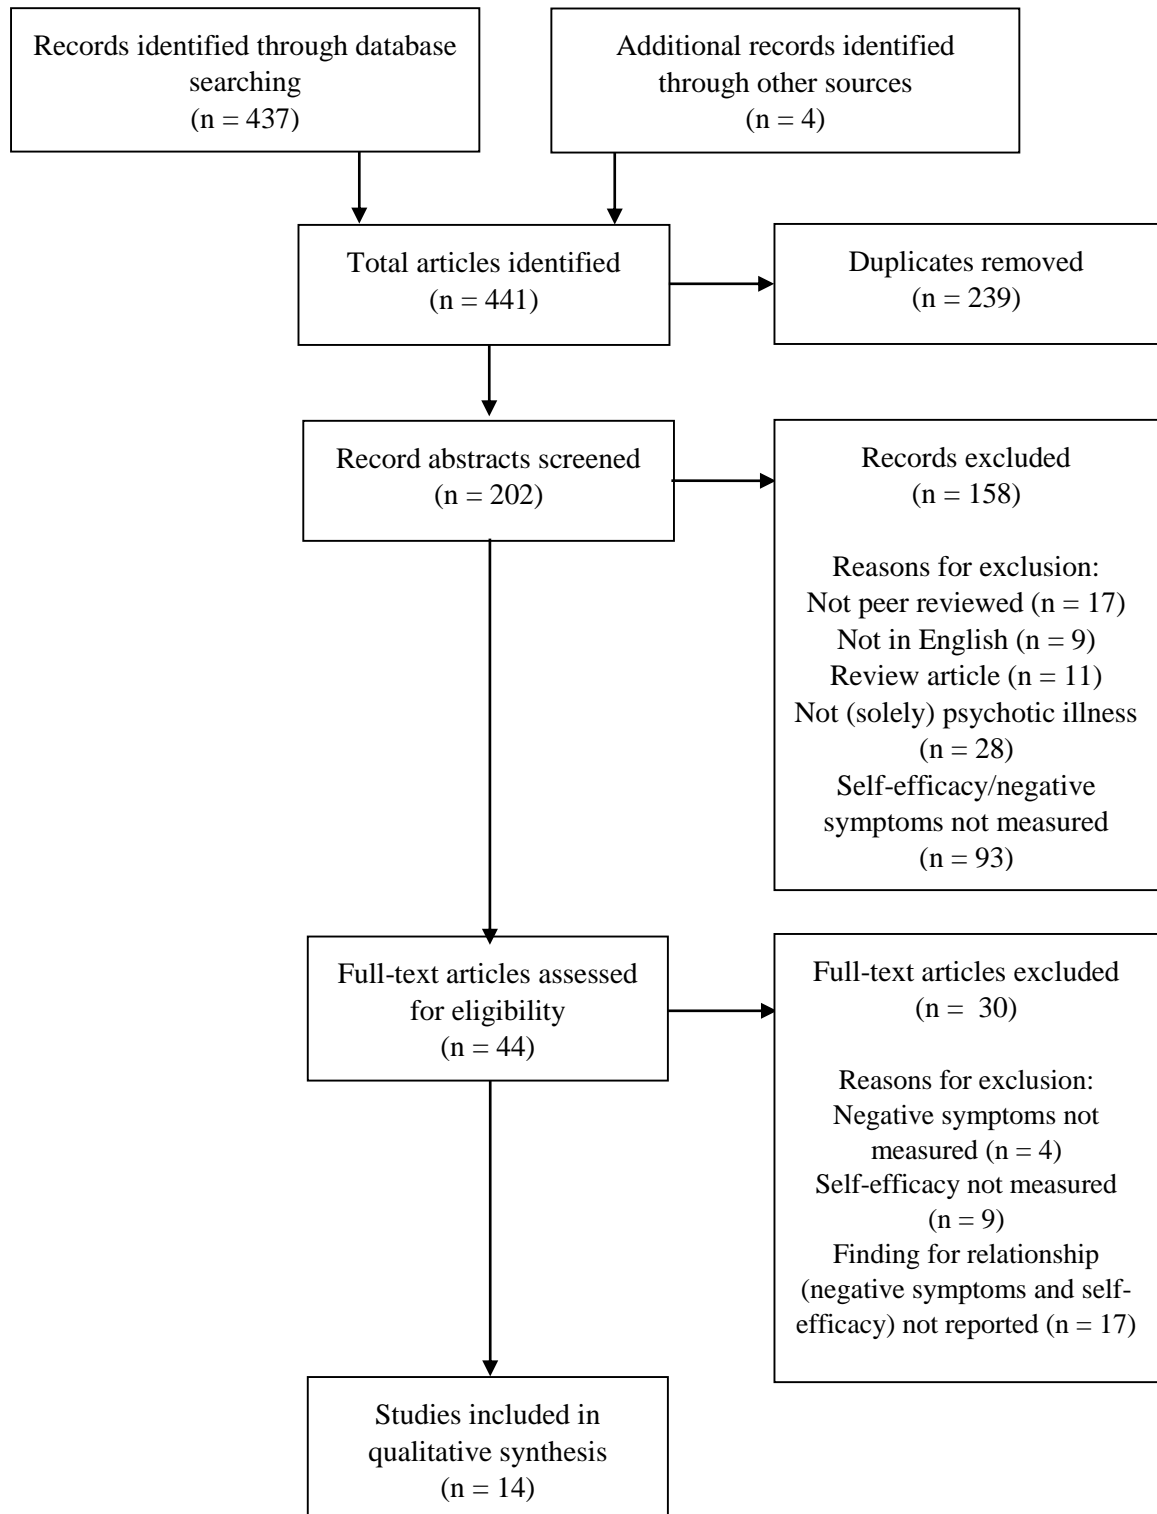 Records identified through database
searching
(n = 437)
Additional records identified
through other sources
(n = 4)
Total articles identified
(n = 441)
Duplicates removed
(n = 239)
Record abstracts screened
(n = 202)
Records excluded
(n = 158)
Reasons for exclusion:
Not peer reviewed (n = 17)
Not in English (n = 9)
Review article (n = 11)
Not (solely) psychotic illness
(n = 28)
Self-efficacy/negative
symptoms not measured
(n = 93)
Full-text articles assessed
for eligibility
(n = 44)
Full-text articles excluded
(n =  30)
Reasons for exclusion:
Negative symptoms not
measured (n = 4)
Self-efficacy not measured
(n = 9)
Finding for relationship
(negative symptoms and self-
efficacy) not reported (n = 17)
Studies included in
qualitative synthesis
(n = 14)